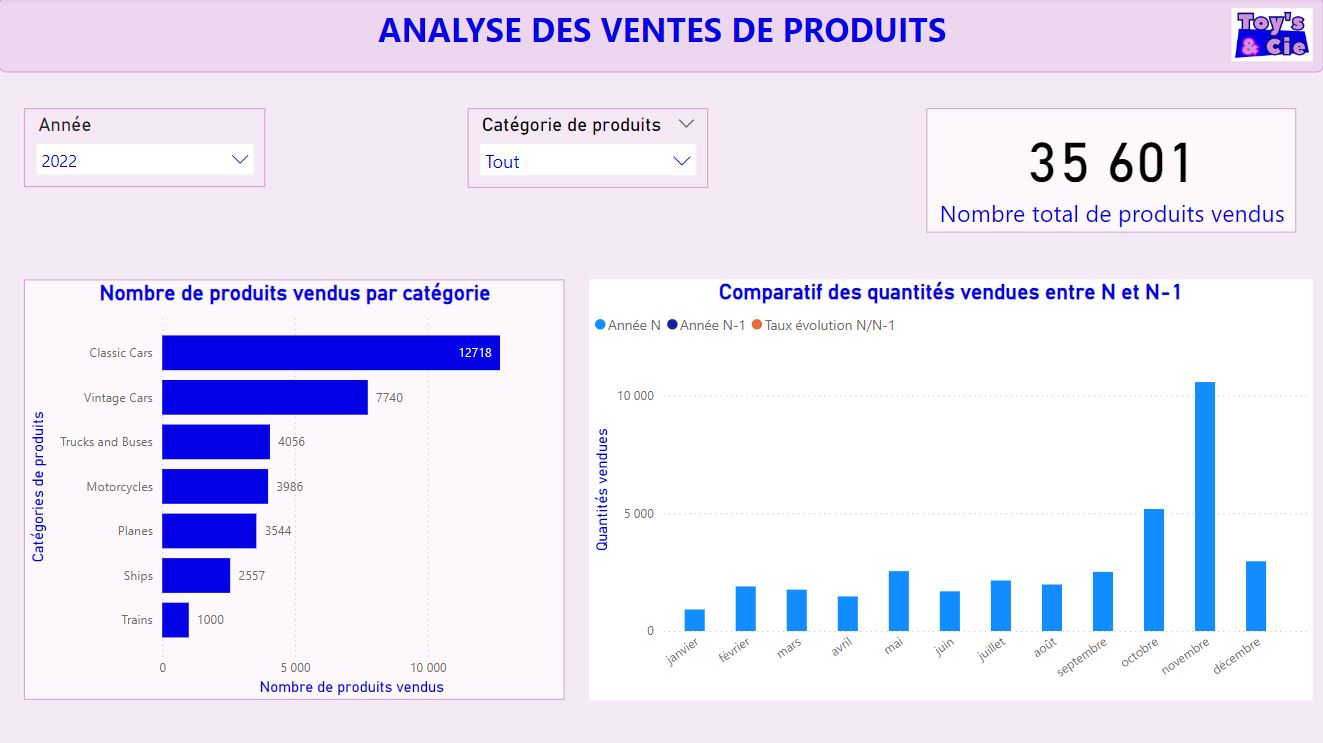 ANALYSE DES VENTES DE PRODUITS
Toy's
& Cie
Année
2022
Catégorie de produits
Tout
35 601
Nombre total de produits vendus
Nombre de produits vendus par catégorie
Catégories de produits
Classic Cars 12718
Vintage Cars 7740
Trucks and Buses 4056
Motorcycles 3986
Planes 3544
Ships 2557
Trains 1000
0 5 000 10 000
Nombre de produits vendus
Comparatif des quantités vendues entre N et N-1
Année N Année N-1 Taux évolution N/N-1
Quantités vendues
10 000
5 000
0
janvier février mars avril mai juin juillet août septembre octobre novembre décembre